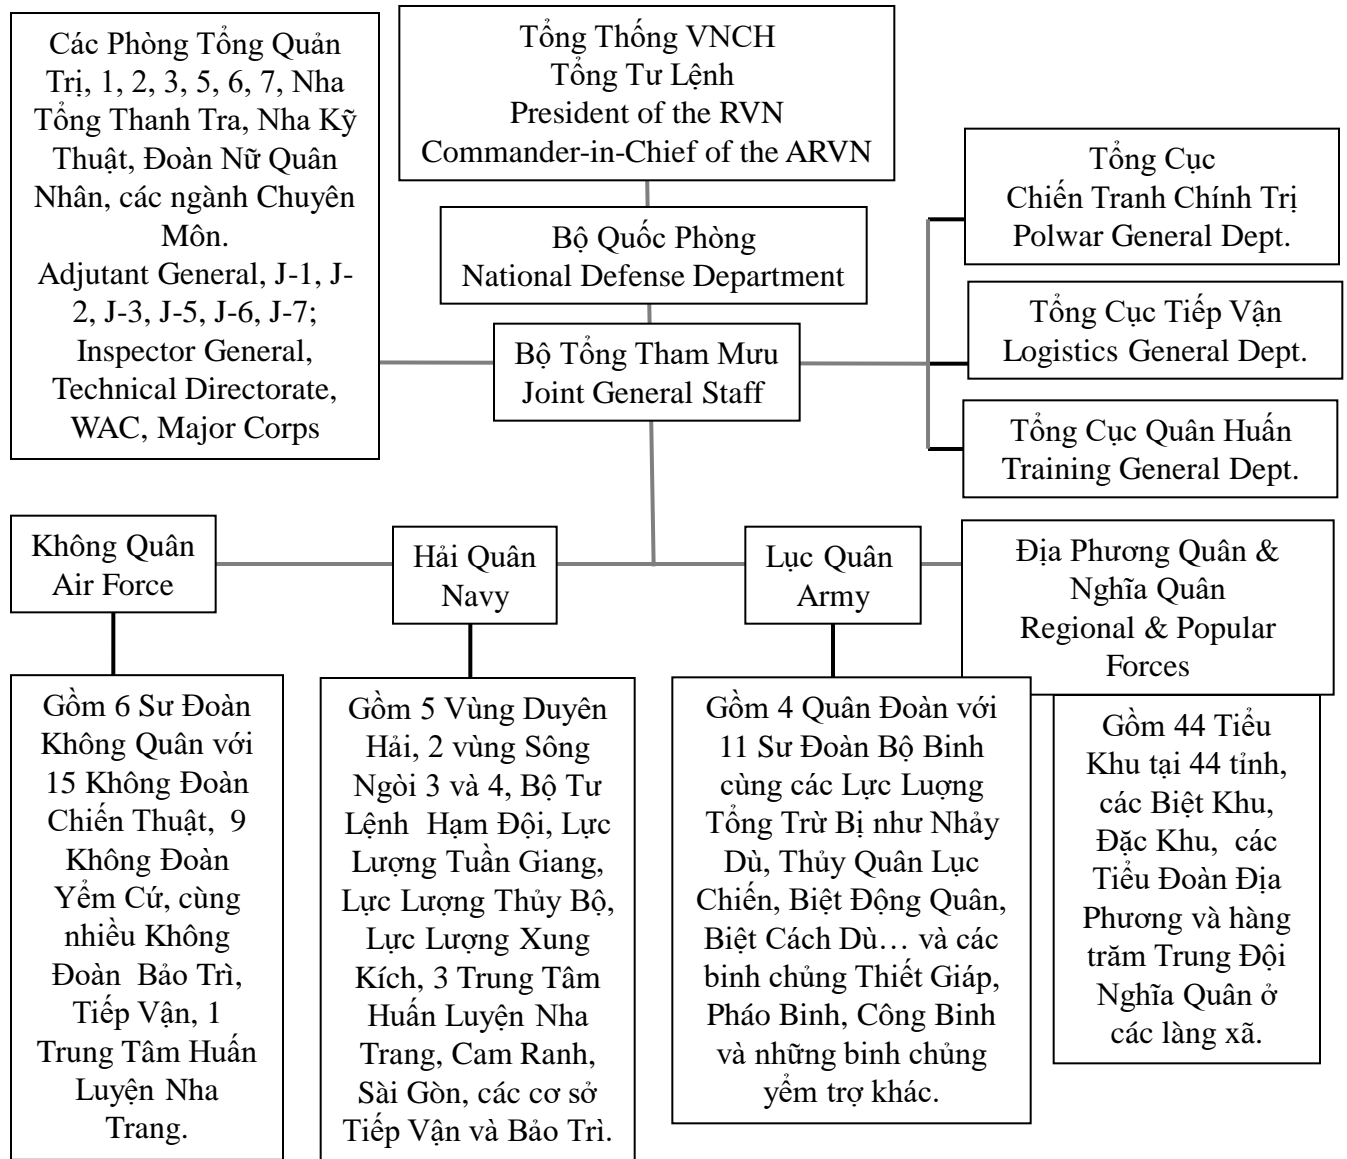 Các Phòng Tổng Quản
Trị, 1, 2, 3, 5, 6, 7, Nha
Tổng Thanh Tra, Nha Kỹ
Thuật, Đoàn Nữ Quân
Nhân, các ngành Chuyên
Môn.
Adjutant General, J-1, J-
2, J-3, J-5, J-6, J-7;
Inspector General,
Technical Directorate,
WAC, Major Corps
Tổng Thống VNCH
Tổng Tư Lệnh
President of the RVN
Commander-in-Chief of the ARVN
Bộ Quốc Phòng
National Defense Department
Bộ Tổng Tham Mưu
Joint General Staff
Tổng Cục
Chiến Tranh Chính Trị
Polwar General Dept.
Tổng Cục Tiếp Vận
Logistics General Dept.
Tổng Cục Quân Huấn
Training General Dept.
Không Quân
Air Force
Hải Quân
Navy
Lục Quân
Army
Địa Phương Quân &
Nghĩa Quân
Regional & Popular
Forces
Gồm 6 Sư Đoàn
Không Quân với
15 Không Đoàn
Chiến Thuật, 9
Không Đoàn
Yểm Cứ, cùng
nhiều Không
Đoàn Bảo Trì,
Tiếp Vận, 1
Trung Tâm Huấn
Luyện Nha
Trang.
Gồm 5 Vùng Duyên
Hải, 2 vùng Sông
Ngòi 3 và 4, Bộ Tư
Lệnh Hạm Đội, Lực
Lượng Tuần Giang,
Lực Lượng Thủy Bộ,
Lực Lượng Xung
Kích, 3 Trung Tâm
Huấn Luyện Nha
Trang, Cam Ranh,
Sài Gòn, các cơ sở
Tiếp Vận và Bảo Trì.
Gồm 4 Quân Đoàn với
11 Sư Đoàn Bộ Binh
cùng các Lực Luợng
Tổng Trừ Bị như Nhảy
Dù, Thủy Quân Lục
Chiến, Biệt Động Quân,
Biệt Cách Dù… và các
binh chủng Thiết Giáp,
Pháo Binh, Công Binh
và những binh chủng
yểm trợ khác.
Gồm 44 Tiểu
Khu tại 44 tỉnh,
các Biệt Khu,
Đặc Khu, các
Tiểu Đoàn Địa
Phương và hàng
trăm Trung Đội
Nghĩa Quân ở
các làng xã.